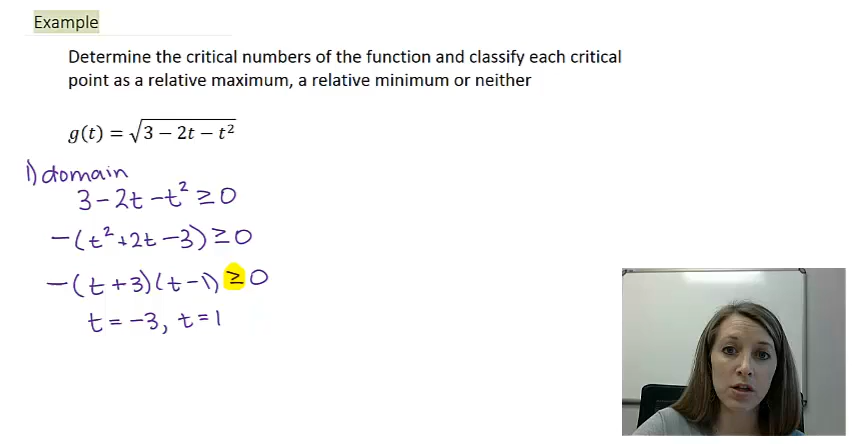 Example
Determine the critical numbers of the function and classify each critical
point as a relative maximum, a relative minimum or neither
g(t) = √(3 − 2t − t²)
1) domain
3 − 2t − t² ≥ 0
−(t² + 2t − 3) ≥ 0
−(t + 3)(t − 1) ≥ 0
t = −3, t = 1